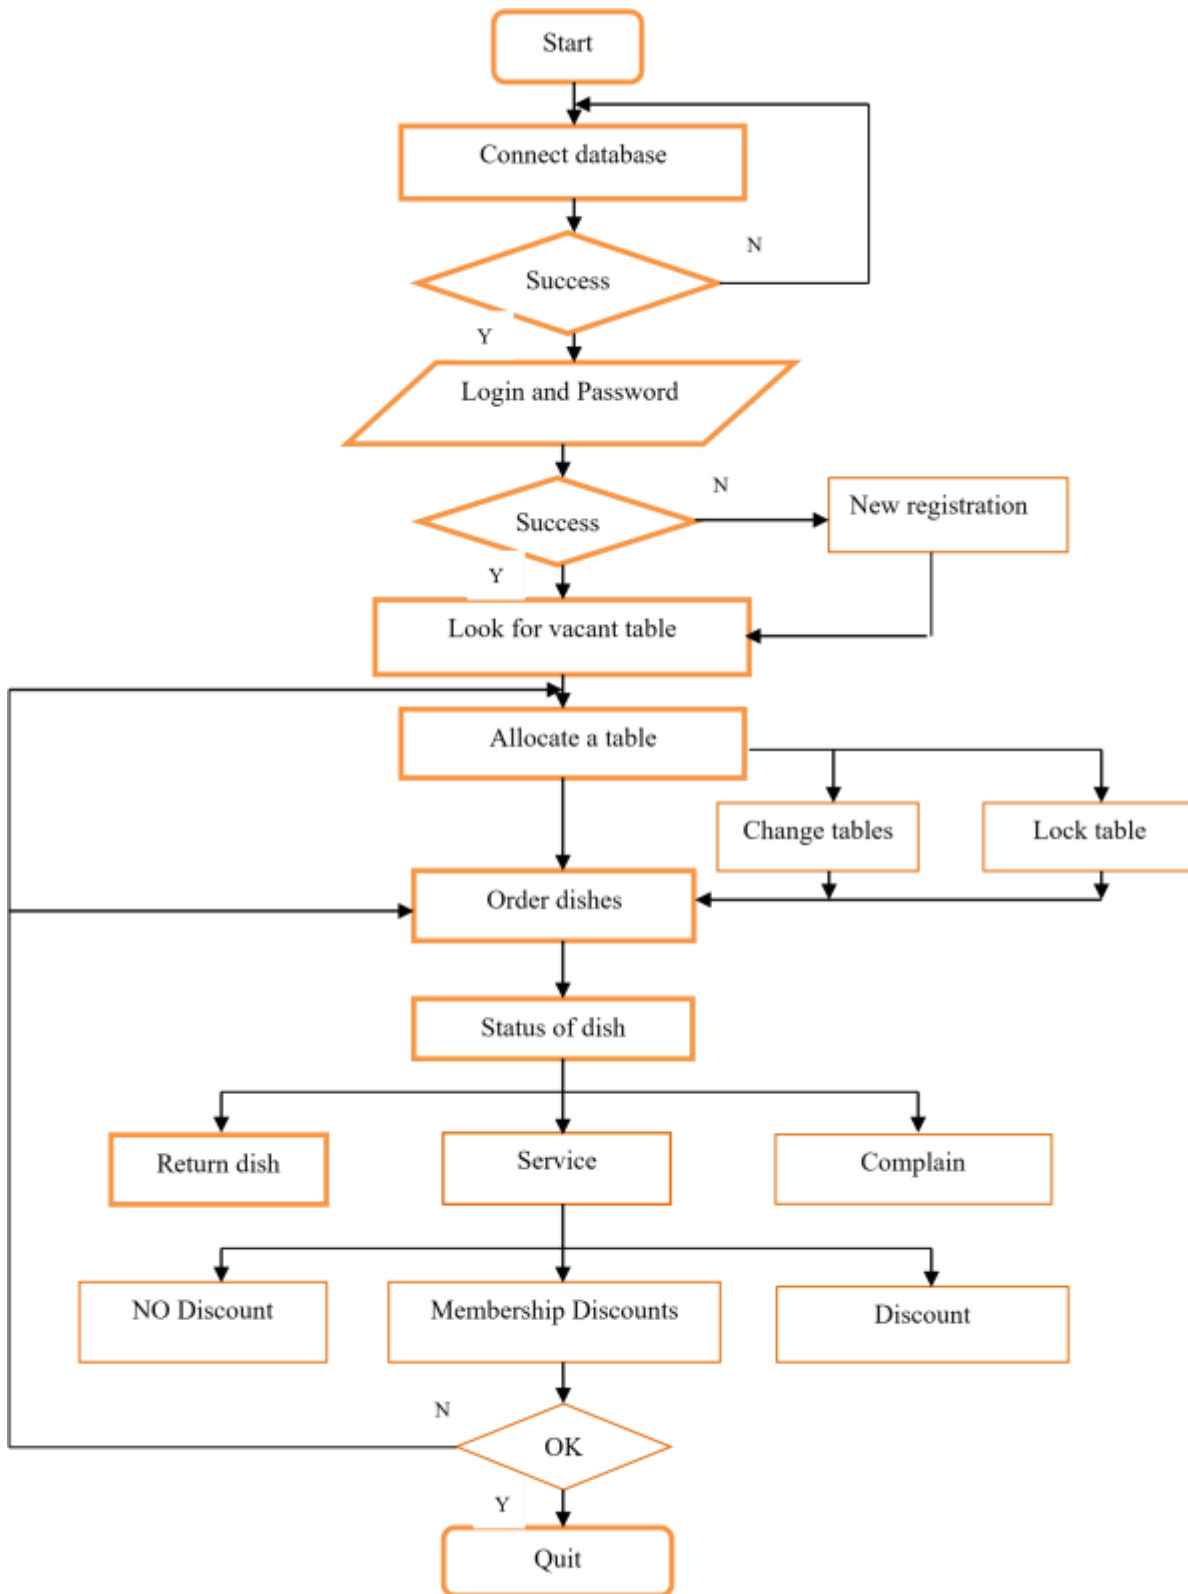 Start
Connect database
N
Success
Y
Login and Password
N
New registration
Success
Y
Look for vacant table
Allocate a table
Change tables
Lock table
Order dishes
Status of dish
Return dish
Service
Complain
NO Discount
Membership Discounts
Discount
N
OK
Y
Quit